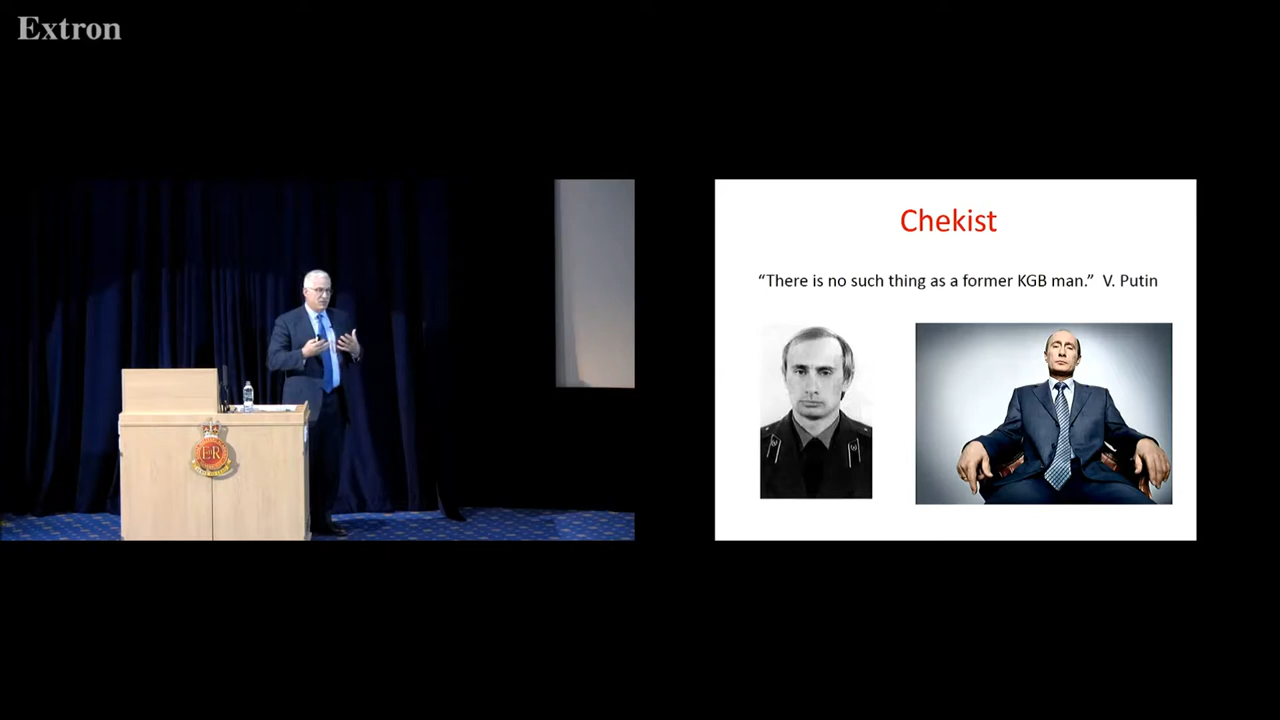 Extron
Chekist
“There is no such thing as a former KGB man.” V. Putin
E R